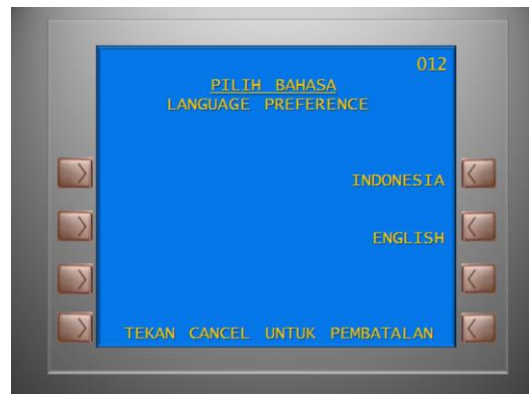 012
PILIH BAHASA
LANGUAGE PREFERENCE
INDONESIA
ENGLISH
TEKAN CANCEL UNTUK PEMBATALAN